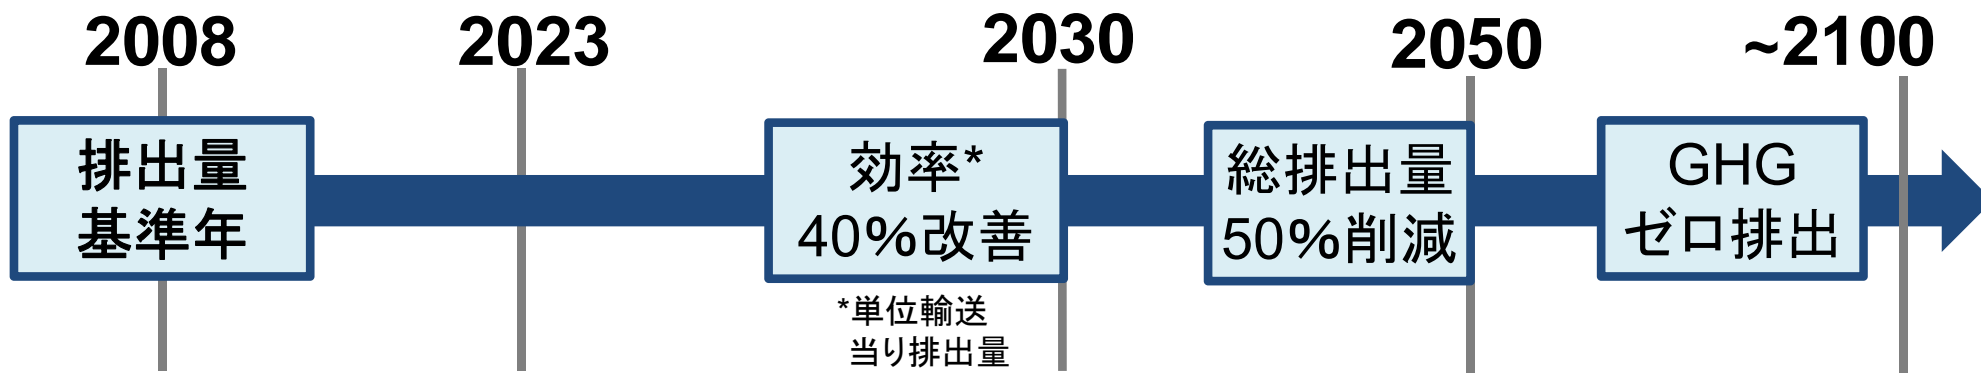 2008
2023
2030
2050
~2100
排出量
基準年
効率*
40%改善
*単位輸送
当り排出量
総排出量
50%削減
GHG
ゼロ排出